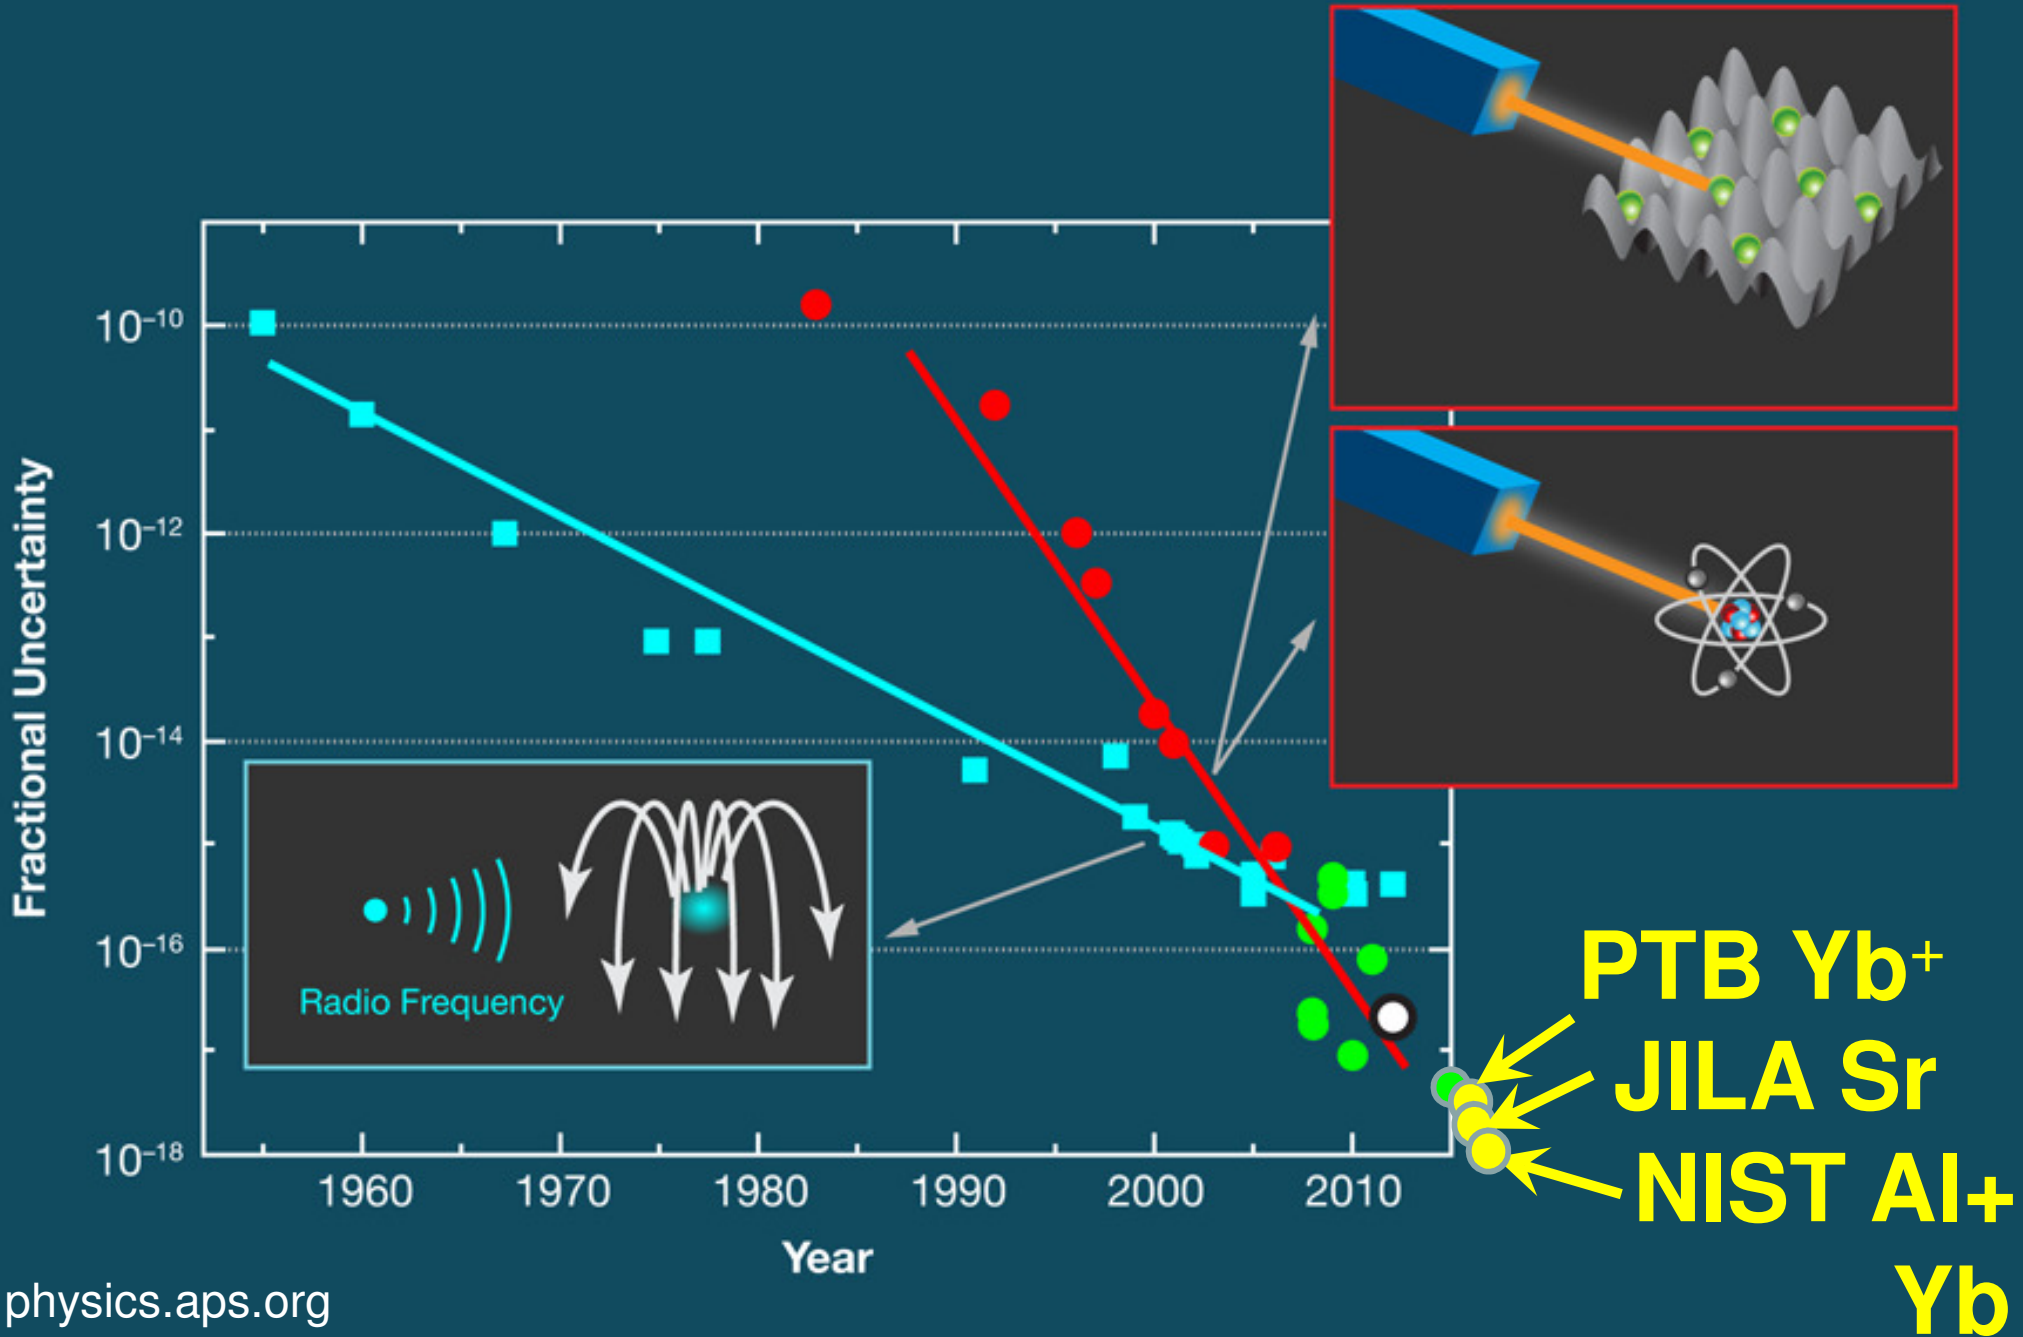 10⁻¹⁰
10⁻¹²
10⁻¹⁴
10⁻¹⁶
10⁻¹⁸
Fractional Uncertainty
Radio Frequency
1960 1970 1980 1990 2000 2010
Year
PTB Yb⁺
JILA Sr
NIST Al+
Yb
physics.aps.org